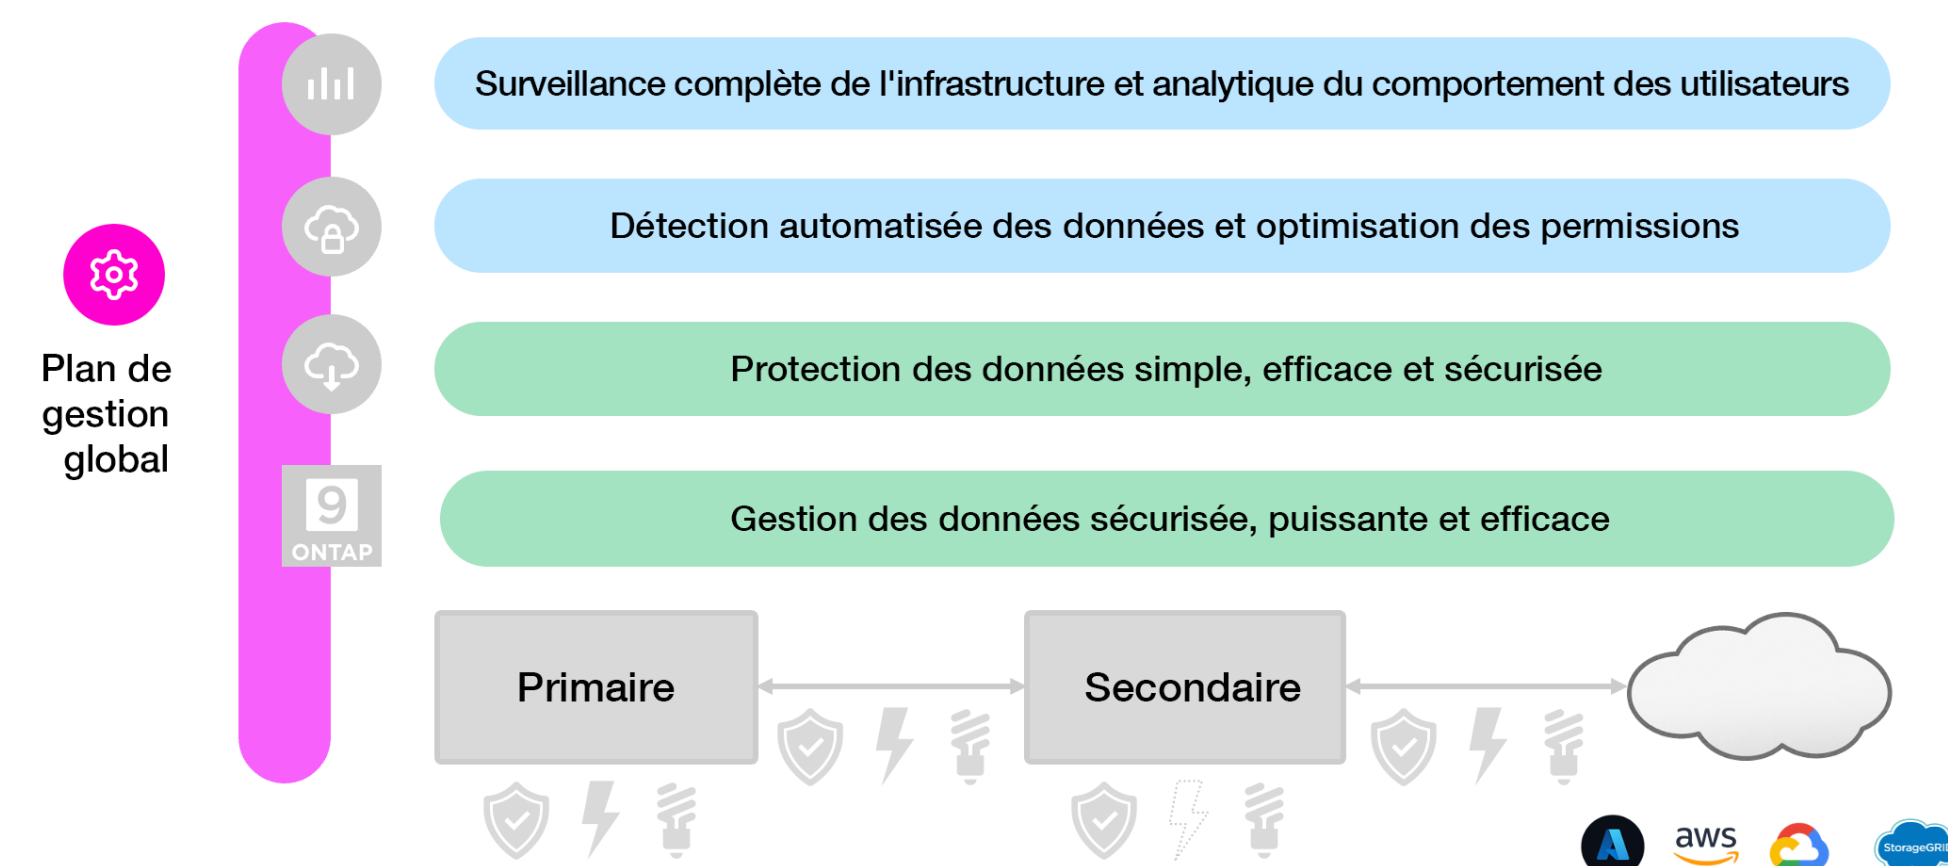 Surveillance complète de l'infrastructure et analytique du comportement des utilisateurs
Détection automatisée des données et optimisation des permissions
Plan de
gestion
global
Protection des données simple, efficace et sécurisée
9
ONTAP
Gestion des données sécurisée, puissante et efficace
Primaire
Secondaire
aws